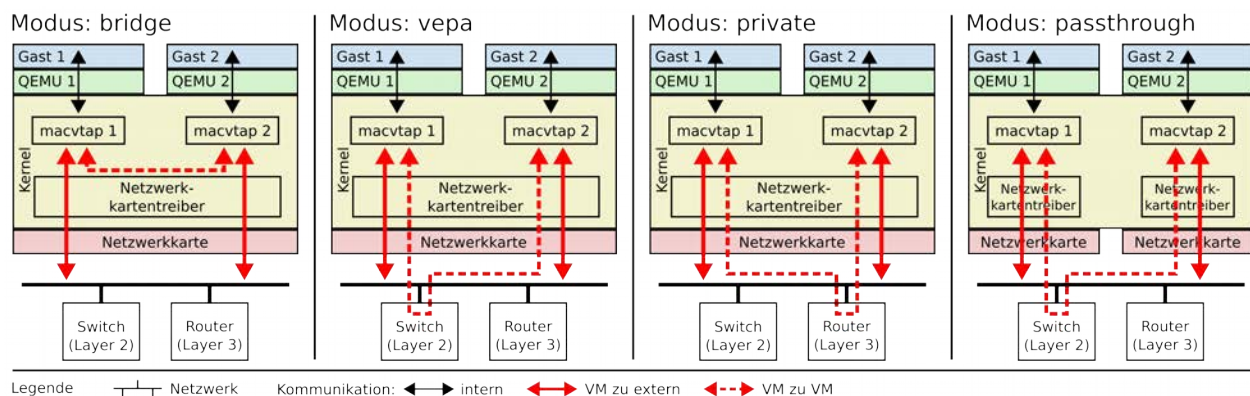 Modus: bridge
Gast 1
Gast 2
QEMU 1
QEMU 2
macvtap 1
macvtap 2
Kernel
Netzwerk-
kartentreiber
Netzwerkkarte
Switch
(Layer 2)
Router
(Layer 3)
Modus: vepa
Gast 1
Gast 2
QEMU 1
QEMU 2
macvtap 1
macvtap 2
Kernel
Netzwerk-
kartentreiber
Netzwerkkarte
Switch
(Layer 2)
Router
(Layer 3)
Modus: private
Gast 1
Gast 2
QEMU 1
QEMU 2
macvtap 1
macvtap 2
Kernel
Netzwerk-
kartentreiber
Netzwerkkarte
Switch
(Layer 2)
Router
(Layer 3)
Modus: passthrough
Gast 1
Gast 2
QEMU 1
QEMU 2
macvtap 1
macvtap 2
Kernel
Netzwerk-
kartentreiber
Netzwerk-
kartentreiber
Netzwerkkarte
Netzwerkkarte
Switch
(Layer 2)
Router
(Layer 3)
Legende Netzwerk Kommunikation: intern VM zu extern VM zu VM